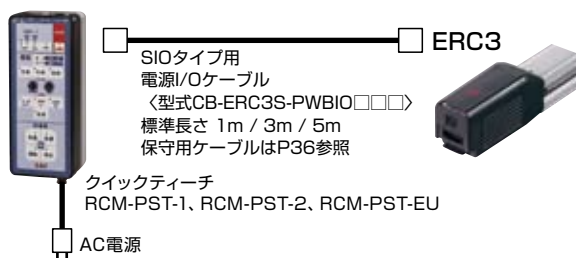 ERC3
SIOタイプ用
電源I/Oケーブル
〈型式CB-ERC3S-PWBIO□□□〉
標準長さ 1m / 3m / 5m
保守用ケーブルはP36参照
クイックティーチ
RCM-PST-1、RCM-PST-2、RCM-PST-EU
AC電源